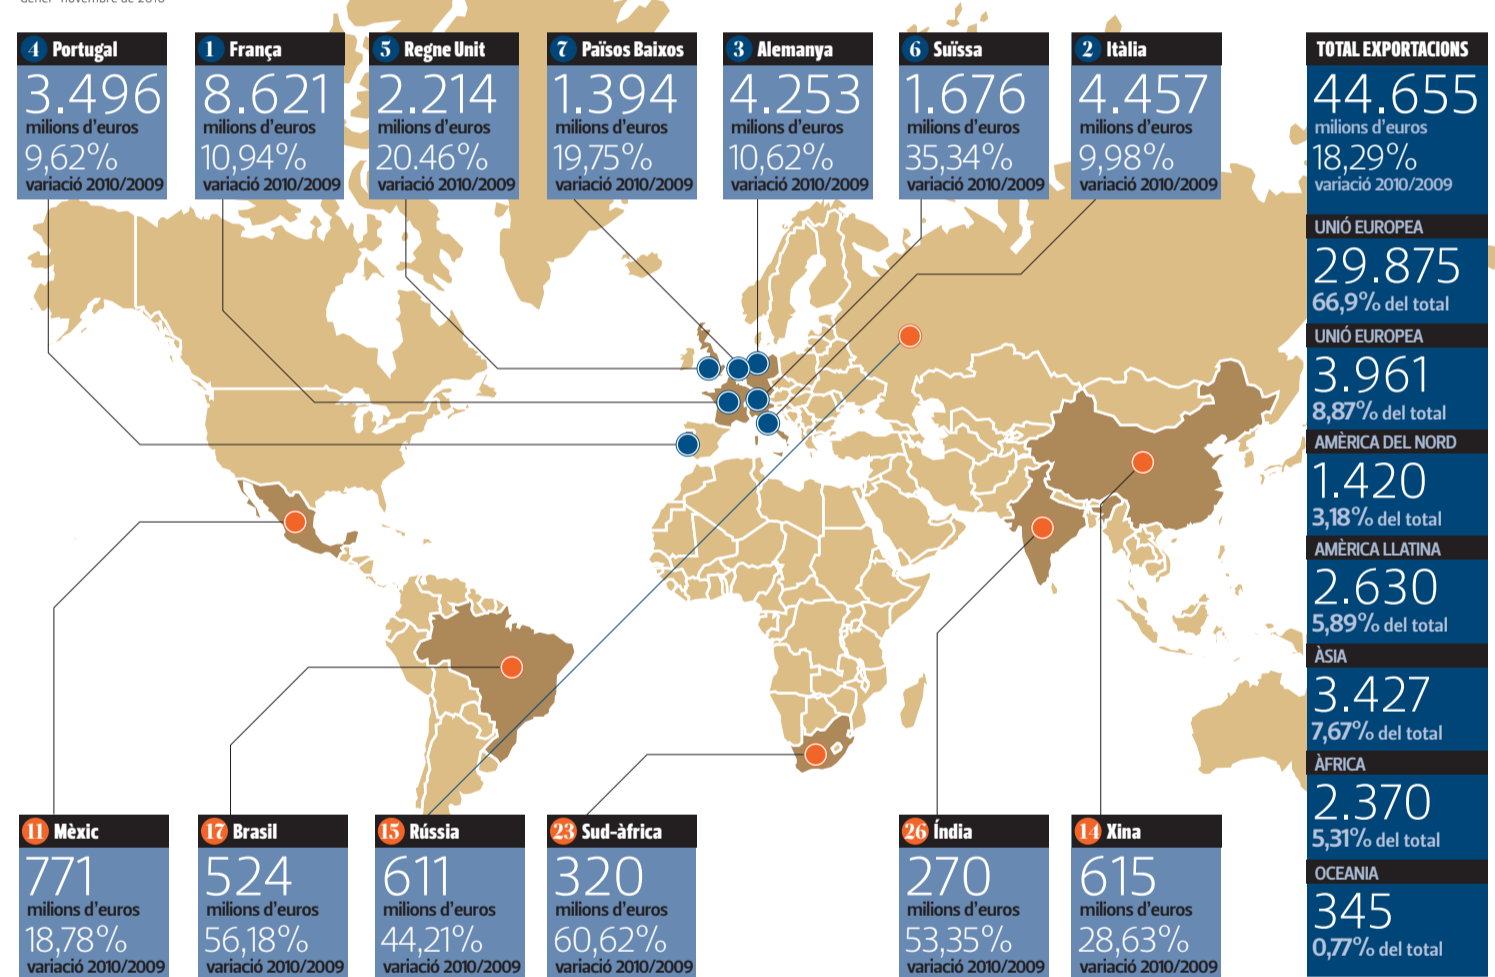 4 Portugal
3.496
milions d'euros
9,62%
variació 2010/2009
1 França
8.621
milions d'euros
10,94%
variació 2010/2009
5 Regne Unit
2.214
milions d'euros
20.46%
variació 2010/2009
7 Països Baixos
1.394
milions d'euros
19,75%
variació 2010/2009
3 Alemanya
4.253
milions d'euros
10,62%
variació 2010/2009
6 Suïssa
1.676
milions d'euros
35,34%
variació 2010/2009
2 Itàlia
4.457
milions d'euros
9,98%
variació 2010/2009
TOTAL EXPORTACIONS
44.655
milions d'euros
18,29%
variació 2010/2009
UNIÓ EUROPEA
29.875
66,9% del total
UNIÓ EUROPEA
3.961
8,87% del total
AMÈRICA DEL NORD
1.420
3,18% del total
AMÈRICA LLATINA
2.630
5,89% del total
ÀSIA
3.427
7,67% del total
ÀFRICA
2.370
5,31% del total
OCEANIA
345
0,77% del total
11 Mèxic
771
milions d'euros
18,78%
variació 2010/2009
17 Brasil
524
milions d'euros
56,18%
variació 2010/2009
15 Rússia
611
milions d'euros
44,21%
variació 2010/2009
23 Sud-àfrica
320
milions d'euros
60,62%
variació 2010/2009
26 Índia
270
milions d'euros
53,35%
variació 2010/2009
14 Xina
615
milions d'euros
28,63%
variació 2010/2009